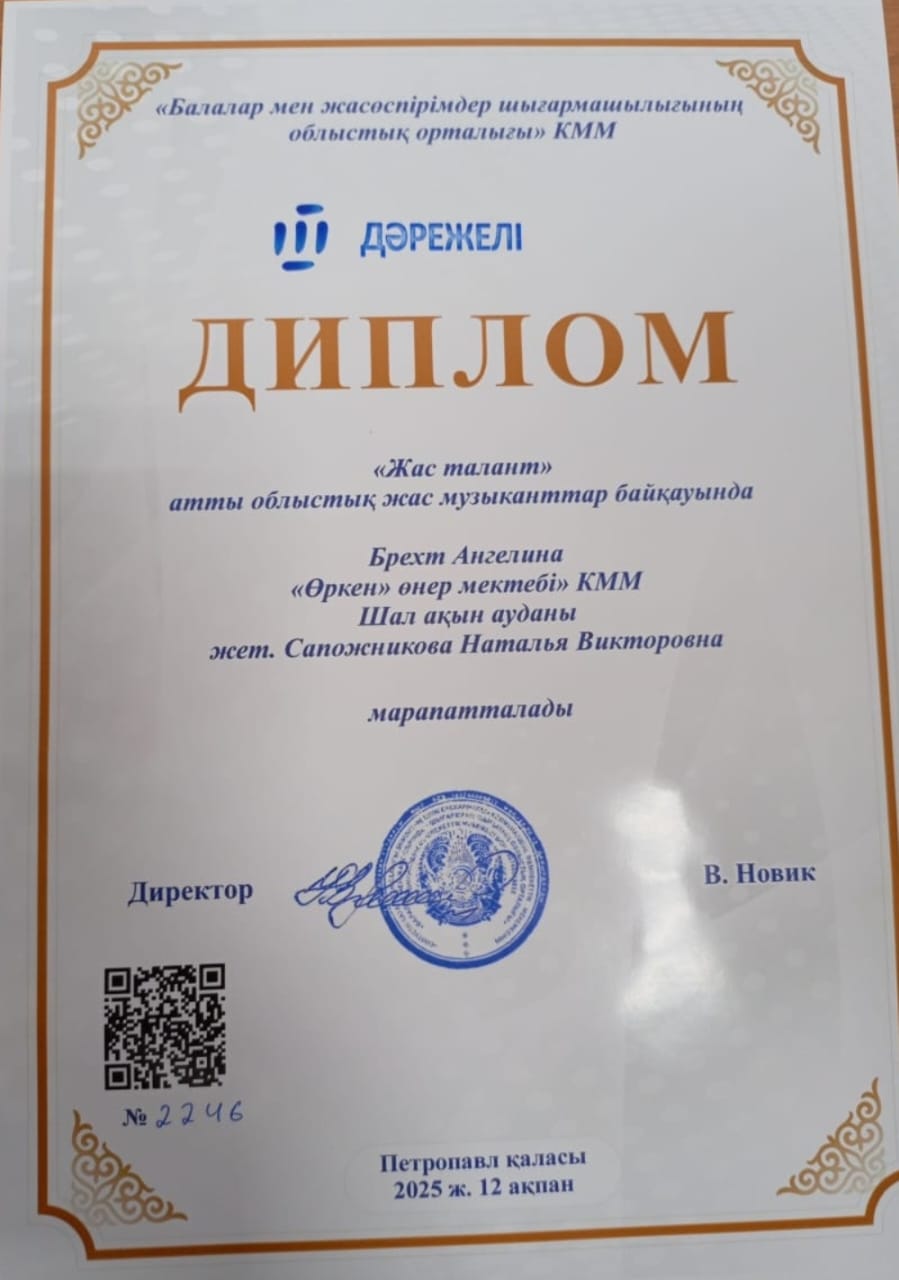 «Балалар мен жасөспірімдер шығармашылығының
облыстық орталығы» КММ
III ДӘРЕЖЕЛІ
ДИПЛОМ
«Жас талант»
атты облыстық жас музыканттар байқауында
Брехт Ангелина
«Өркен» өнер мектебі» КММ
Шал ақын ауданы
жет. Сапожникова Наталья Викторовна
марапатталады
Директор
В. Новик
№ 2246
Петропавл қаласы
2025 ж. 12 ақпан